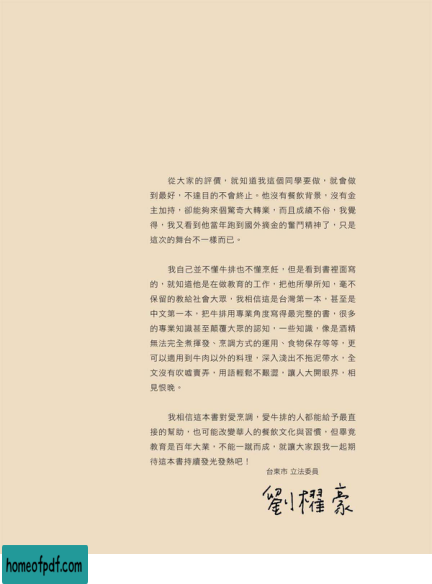 從大家的評價，就知道我這個同學要做，就會做
到最好，不達目的不會終止。他沒有餐飲背景，沒有金
主加持，卻能夠來個驚奇大轉業，而且成績不俗，我覺
得，我又看到他當年跑到國外摘金的奮鬥精神了，只是
這次的舞台不一樣而已。
我自己並不懂牛排也不懂烹飪，但是看到書裡面寫
的，就知道他是在做教育的工作，把他所學所知，毫不
保留的教給社會大眾，我相信這是台灣第一本，甚至是
中文第一本，把牛排用專業角度寫得最完整的書，很多
的專業知識甚至顛覆大眾的認知，一些知識，像是酒精
無法完全煮揮發、烹調方式的運用、食物保存等等，更
可以適用到牛肉以外的料理，深入淺出不拖泥帶水，全
文沒有吹噓賣弄、用語輕鬆不艱澀，讓人大開眼界，相
見恨晚。
我相信這本書對愛烹調，愛牛排的人都能給予最直
接的幫助，也可能改變華人的餐飲文化與習慣，但畢竟
教育是百年大業，不能一蹴而成，就讓大家跟我一起期
待這本書持續發光發熱吧！
台東市 立法委員
劉櫂豪
homeofpdf.com